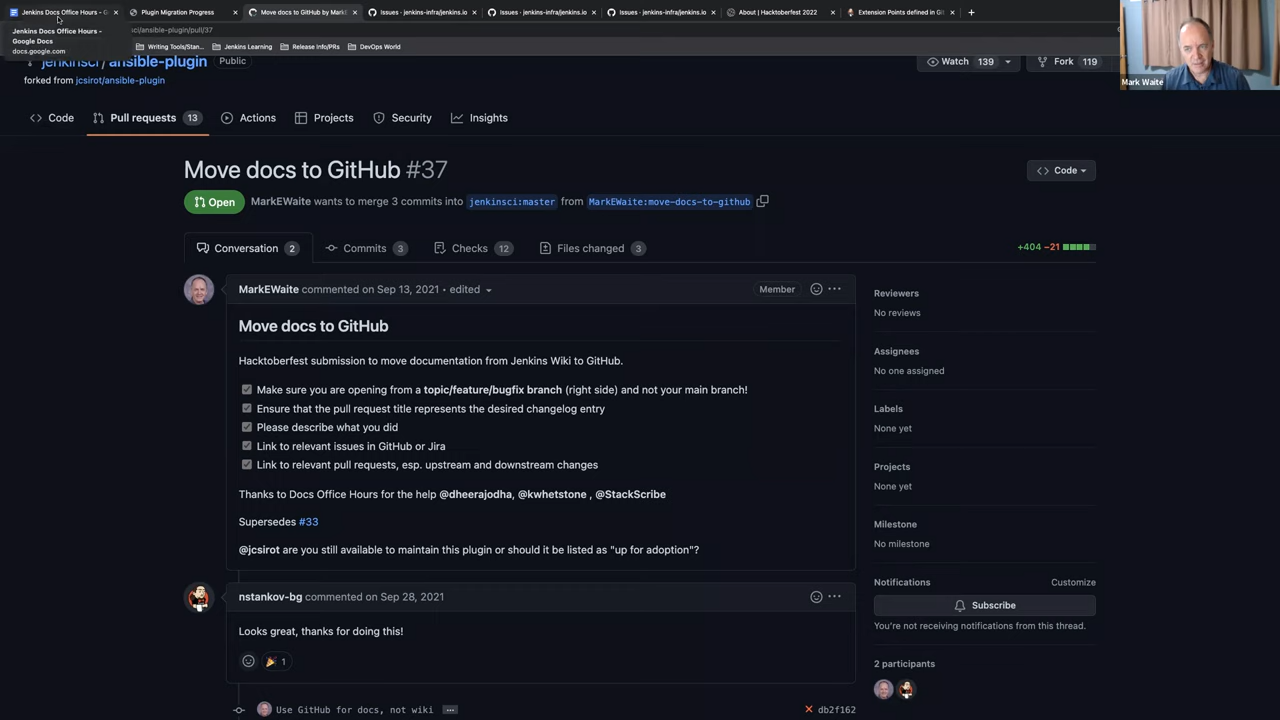 Jenkins Docs Office Hours - G
Plugin Migration Progress
Move docs to GitHub by MarkE
Issues · jenkins-infra/jenkins.io
Issues · jenkins-infra/jenkins.io
Issues · jenkins-infra/jenkins.io
About | Hacktoberfest 2022
Extension Points defined in Git
Jenkins Docs Office Hours -
Google Docs
docs.google.com
ci/ansible-plugin/pull/37
Writing Tools/Stan...
Jenkins Learning
Release Info/PRs
DevOps World
Mark Waite
jenkinsci / ansible-plugin
Public
Watch 139
Fork 119
forked from jcsirot/ansible-plugin
Code
Pull requests 13
Actions
Projects
Security
Insights
Move docs to GitHub #37
Code
Open
MarkEWaite wants to merge 3 commits into jenkinsci:master from MarkEWaite:move-docs-to-github
Conversation 2
Commits 3
Checks 12
Files changed 3
+404 −21
MarkEWaite commented on Sep 13, 2021 • edited
Member
Move docs to GitHub
Hacktoberfest submission to move documentation from Jenkins Wiki to GitHub.
Make sure you are opening from a topic/feature/bugfix branch (right side) and not your main branch!
Ensure that the pull request title represents the desired changelog entry
Please describe what you did
Link to relevant issues in GitHub or Jira
Link to relevant pull requests, esp. upstream and downstream changes
Thanks to Docs Office Hours for the help @dheerajodha, @kwhetstone , @StackScribe
Supersedes #33
@jcsirot are you still available to maintain this plugin or should it be listed as "up for adoption"?
nstankov-bg commented on Sep 28, 2021
Looks great, thanks for doing this!
1
Use GitHub for docs, not wiki
db2f162
Reviewers
No reviews
Assignees
No one assigned
Labels
None yet
Projects
None yet
Milestone
No milestone
Notifications
Customize
Subscribe
You're not receiving notifications from this thread.
2 participants